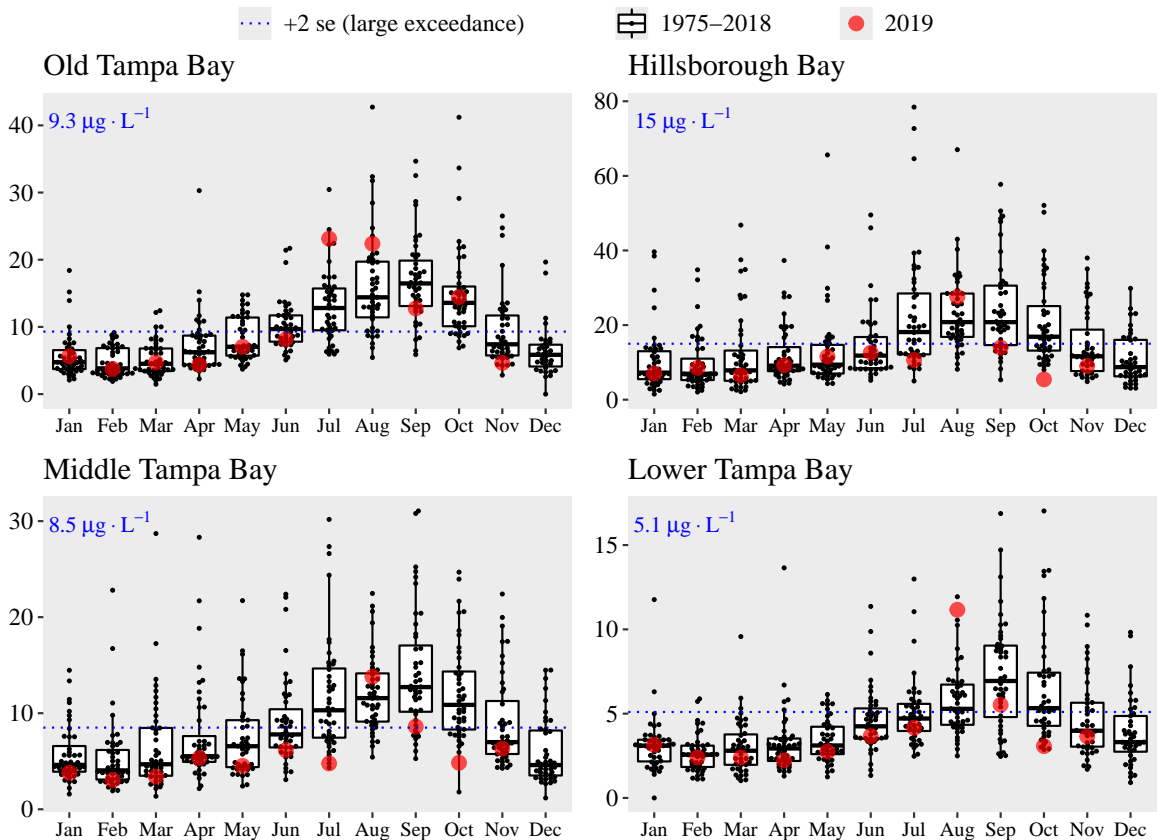 +2 se (large exceedance) 1975−2018 2019
Old Tampa Bay
9.3 μg · L⁻¹
40
30
20
10
0
Jan Feb Mar Apr May Jun Jul Aug Sep Oct Nov Dec
Hillsborough Bay
15 μg · L⁻¹
80
60
40
20
0
Jan Feb Mar Apr May Jun Jul Aug Sep Oct Nov Dec
Middle Tampa Bay
8.5 μg · L⁻¹
30
20
10
0
Jan Feb Mar Apr May Jun Jul Aug Sep Oct Nov Dec
Lower Tampa Bay
5.1 μg · L⁻¹
15
10
5
0
Jan Feb Mar Apr May Jun Jul Aug Sep Oct Nov Dec